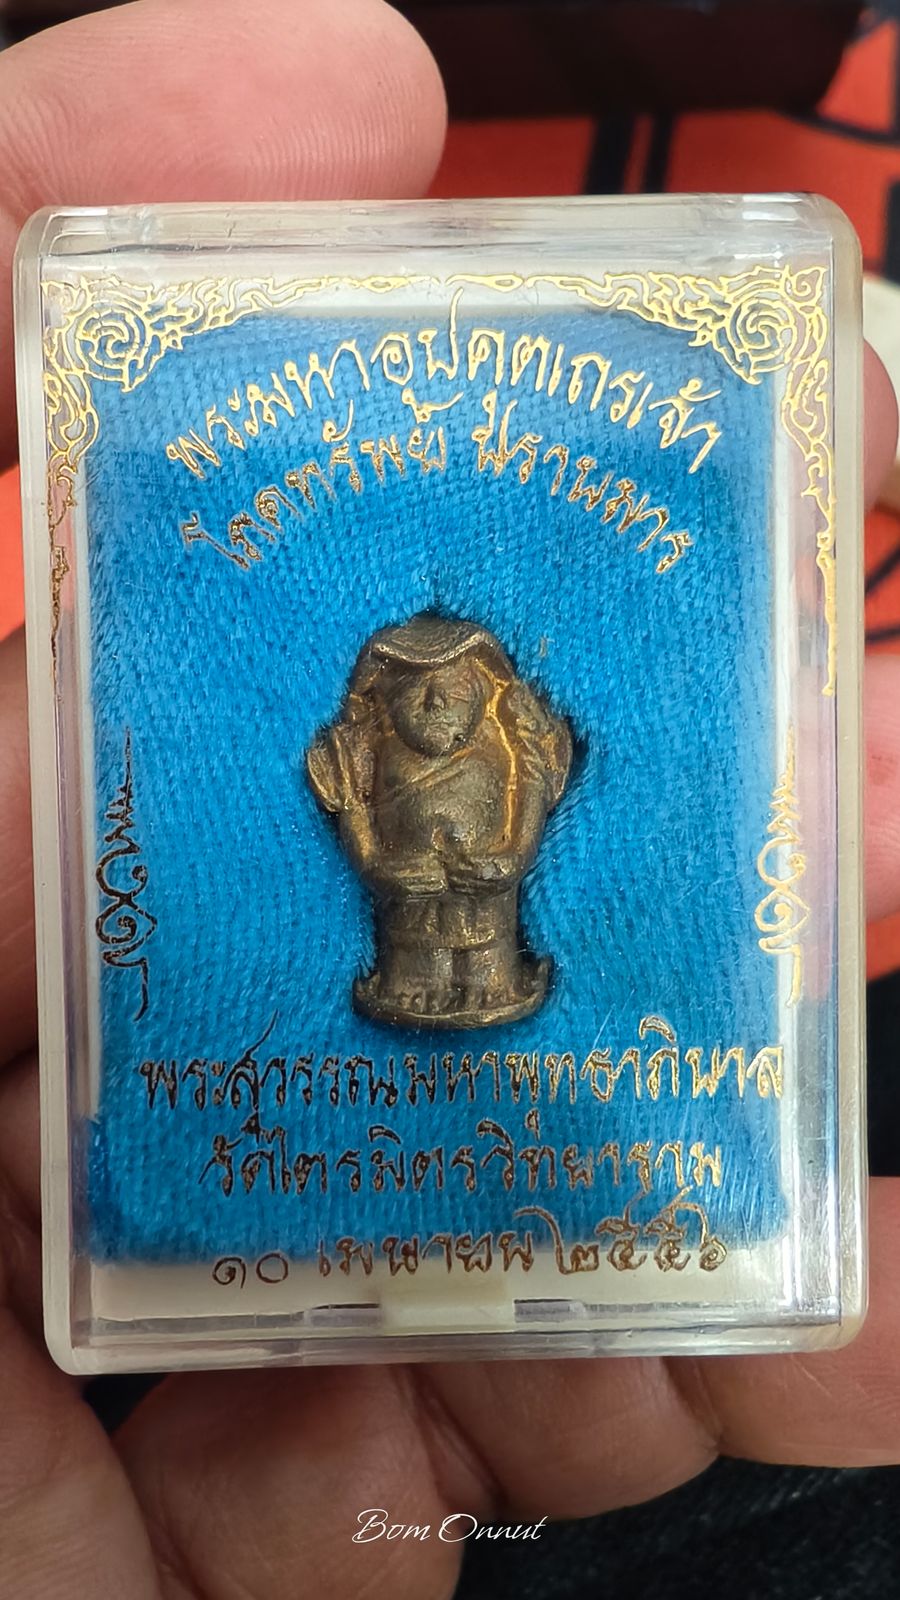 พระมหาอุปคุตเถรเจ้า
โภคทรัพย์ นิราพมาร
พระสุวรรณมหาพุทธาภิบาล
วัดไตรมิตรวิทยาราม
๑๐ เมษายน ๒๕๕๖
Bom Onnut